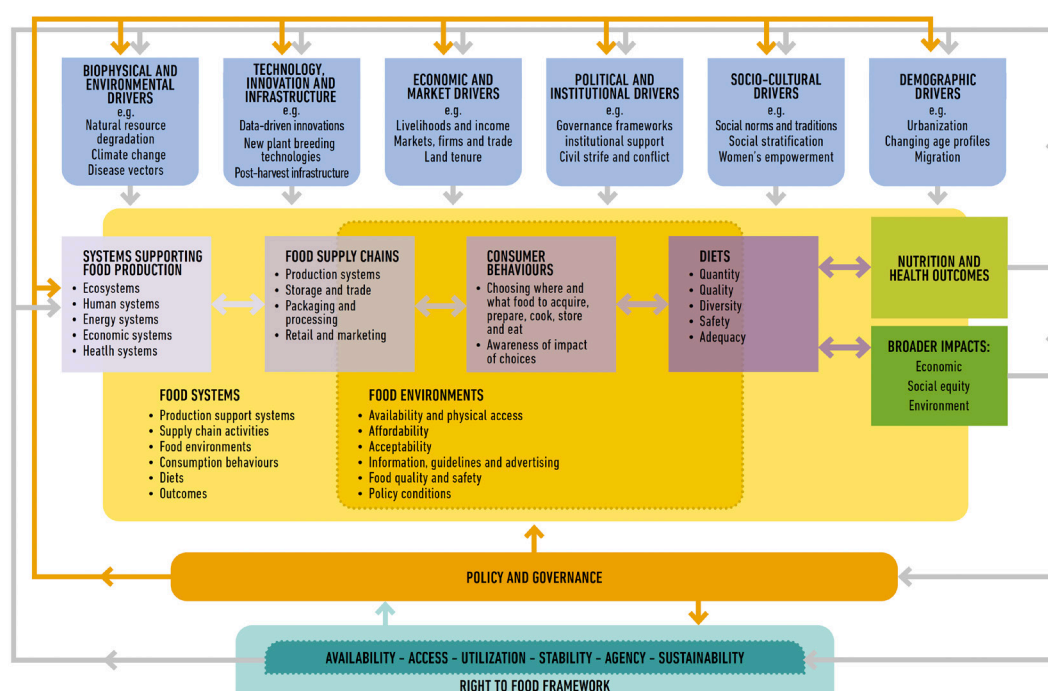 BIOPHYSICAL AND
ENVIRONMENTAL
DRIVERS
e.g.
Natural resource
degradation
Climate change
Disease vectors
TECHNOLOGY,
INNOVATION AND
INFRASTRUCTURE
e.g.
Data-driven innovations
New plant breeding
technologies
Post-harvest infrastructure
ECONOMIC AND
MARKET DRIVERS
e.g.
Livelihoods and income
Markets, firms and trade
Land tenure
POLITICAL AND
INSTITUTIONAL DRIVERS
e.g.
Governance frameworks
institutional support
Civil strife and conflict
SOCIO-CULTURAL
DRIVERS
e.g.
Social norms and traditions
Social stratification
Women's empowerment
DEMOGRAPHIC
DRIVERS
e.g.
Urbanization
Changing age profiles
Migration
SYSTEMS SUPPORTING
FOOD PRODUCTION
• Ecosystems
• Human systems
• Energy systems
• Economic systems
• Health systems
FOOD SUPPLY CHAINS
• Production systems
• Storage and trade
• Packaging and
processing
• Retail and marketing
CONSUMER
BEHAVIOURS
• Choosing where and
what food to acquire,
prepare, cook, store
and eat
• Awareness of impact
of choices
DIETS
• Quantity
• Quality
• Diversity
• Safety
• Adequacy
NUTRITION AND
HEALTH OUTCOMES
BROADER IMPACTS:
Economic
Social equity
Environment
FOOD SYSTEMS
• Production support systems
• Supply chain activities
• Food environments
• Consumption behaviours
• Diets
• Outcomes
FOOD ENVIRONMENTS
• Availability and physical access
• Affordability
• Acceptability
• Information, guidelines and advertising
• Food quality and safety
• Policy conditions
POLICY AND GOVERNANCE
AVAILABILITY – ACCESS – UTILIZATION – STABILITY – AGENCY – SUSTAINABILITY
RIGHT TO FOOD FRAMEWORK